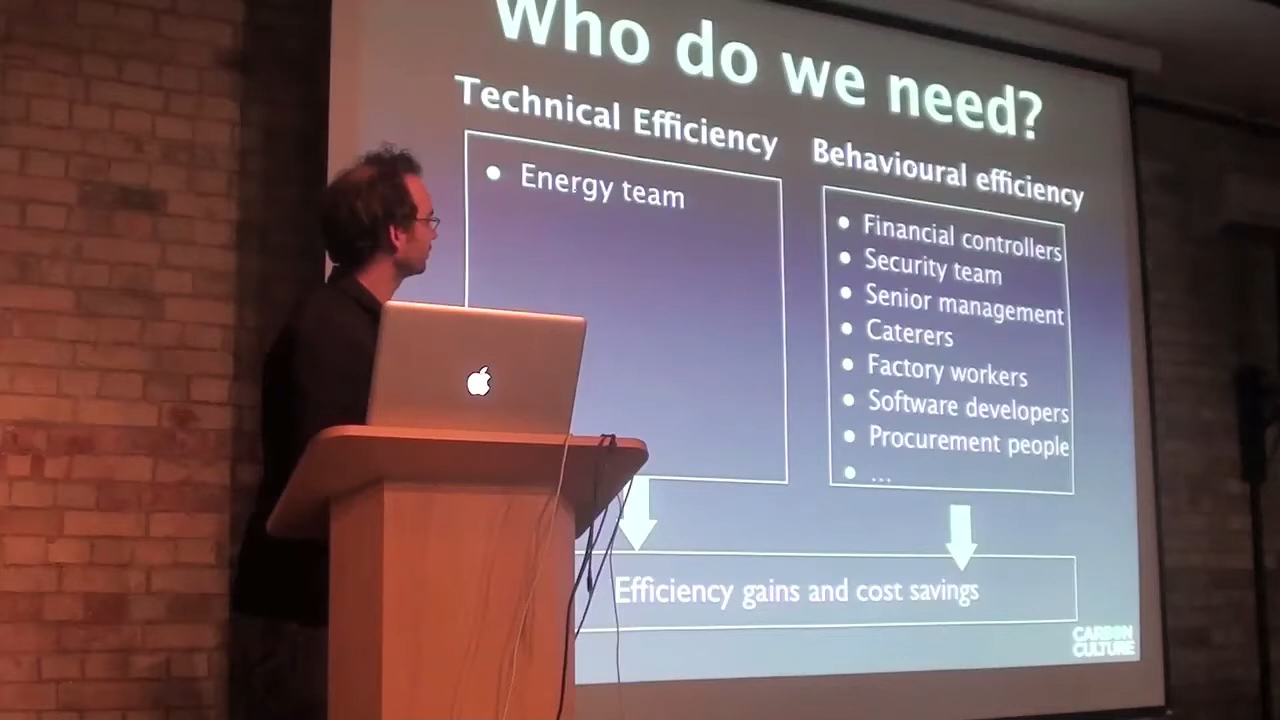 Who do we need?
Technical Efficiency
• Energy team
Behavioural efficiency
• Financial controllers
• Security team
• Senior management
• Caterers
• Factory workers
• Software developers
• Procurement people
• ...
Efficiency gains and cost savings
CARBON
CULTURE